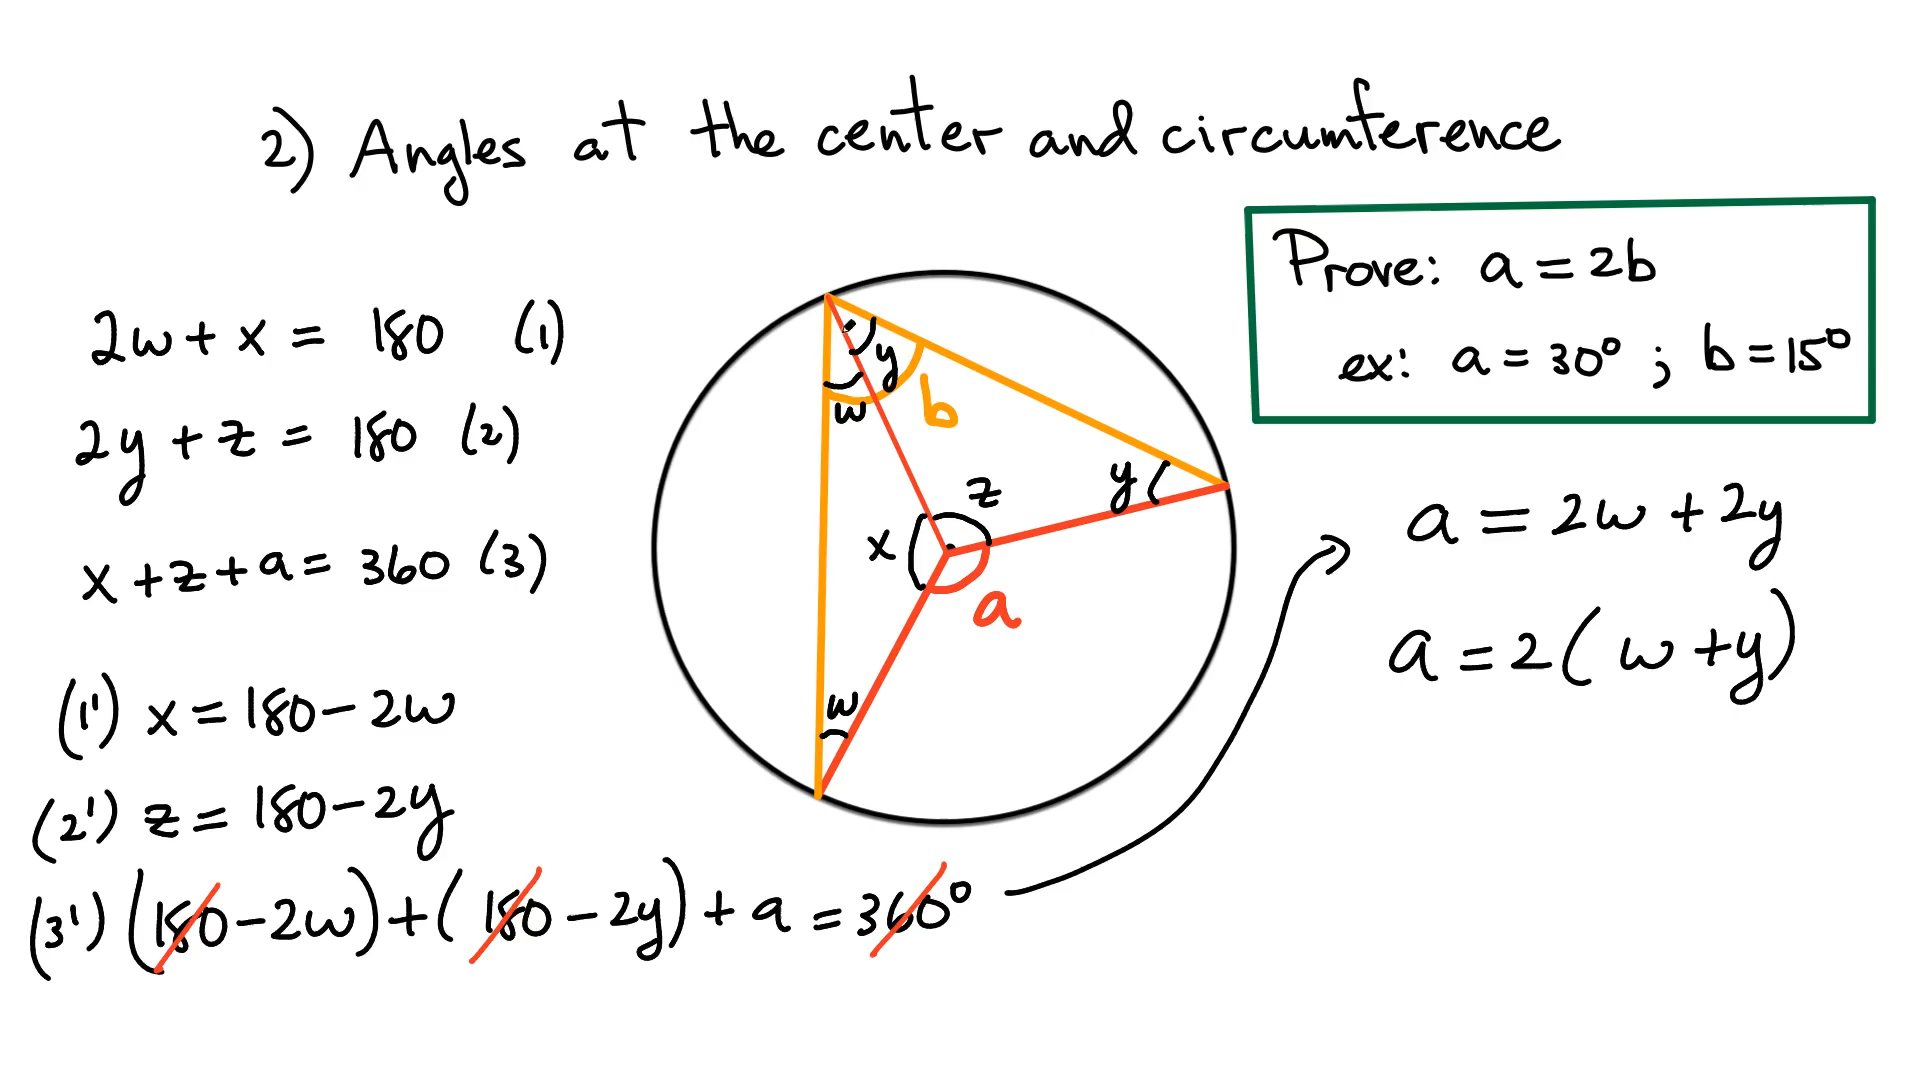 2) Angles at the center and circumference
Prove: a = 2b
ex: a = 30° ; b = 15°
2w + x = 180 (1)
2y + z = 180 (2)
x + z + a = 360 (3)
(1') x = 180 - 2w
(2') z = 180 - 2y
(3') (180 - 2w) + (180 - 2y) + a = 360°
y
w
b
z
y
x
a
w
a = 2w + 2y
a = 2(w + y)